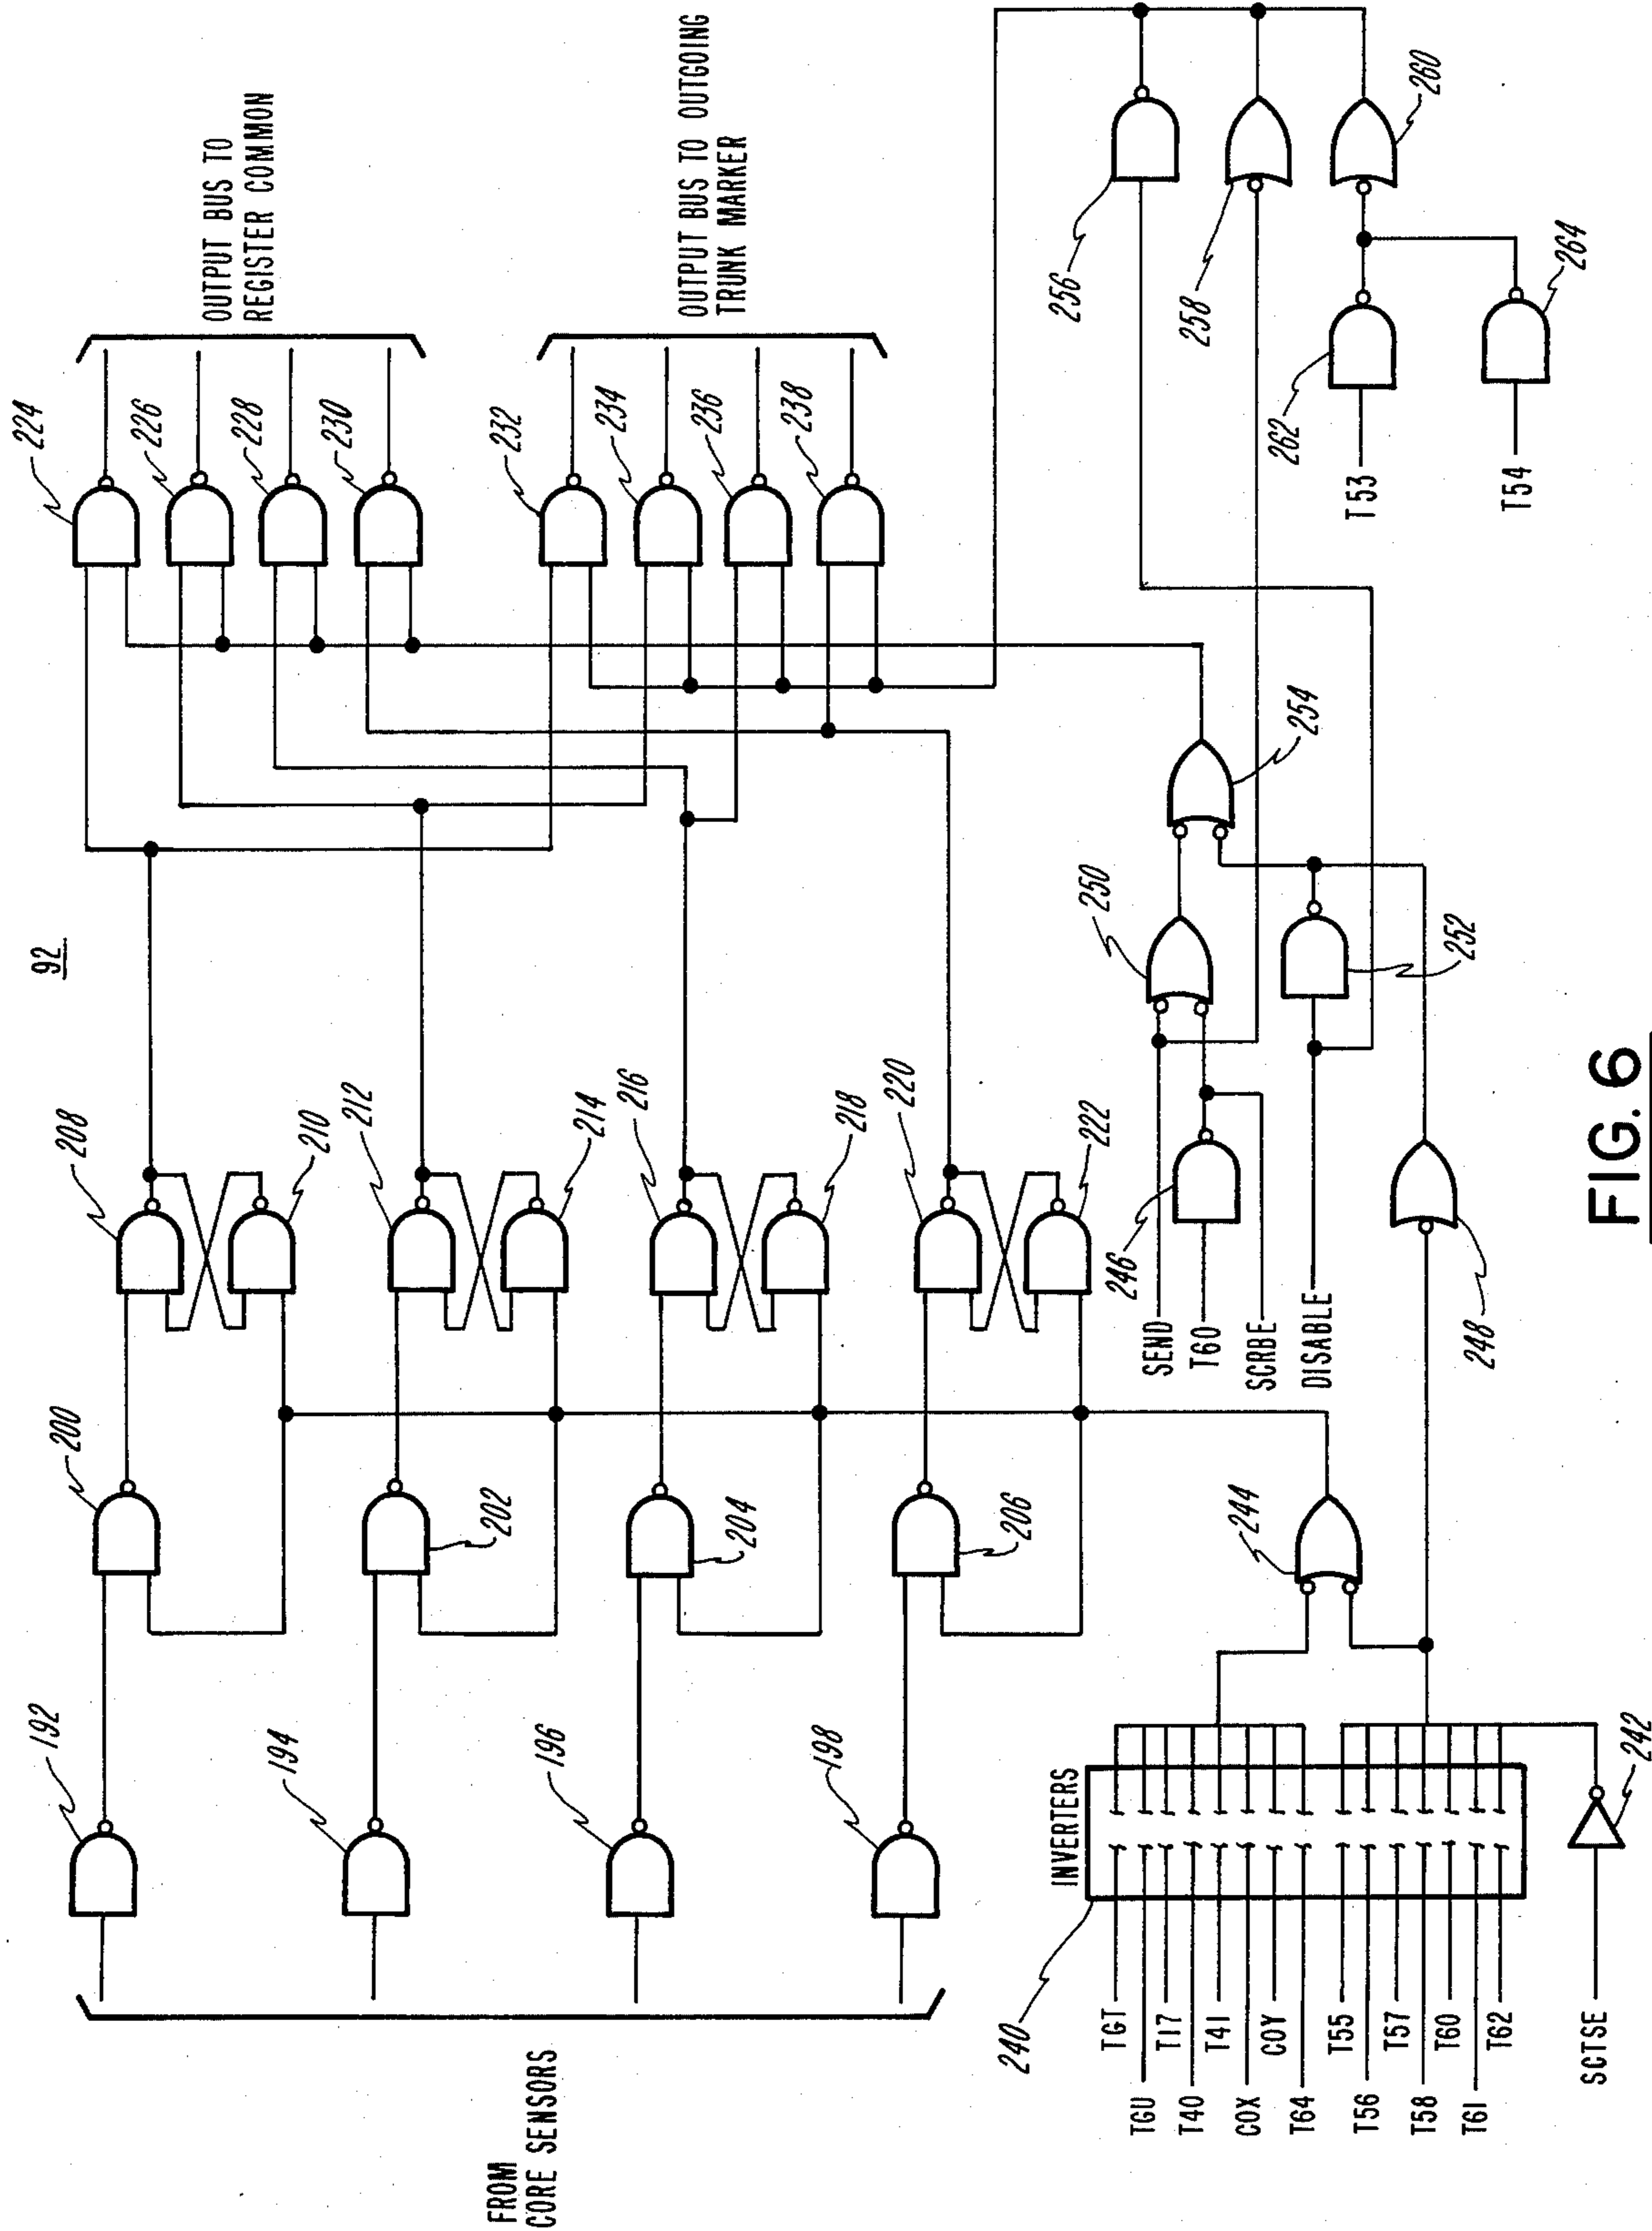 92
OUTPUT BUS TO
REGISTER COMMON
OUTPUT BUS TO OUTGOING
TRUNK MARKER
FROM
CORE SENSORS
192
194
196
198
200
202
204
206
208
210
212
214
216
218
220
222
224
226
228
230
232
234
236
238
240
INVERTERS
TGT
TGU
T17
T40
T41
COX
COY
T64
T55
T56
T57
T58
T60
T61
T62
SCTSE
242
244
SEND
T60
SCRBE
DISABLE
246
248
250
252
254
256
258
260
262
264
T53
T54
FIG. 6